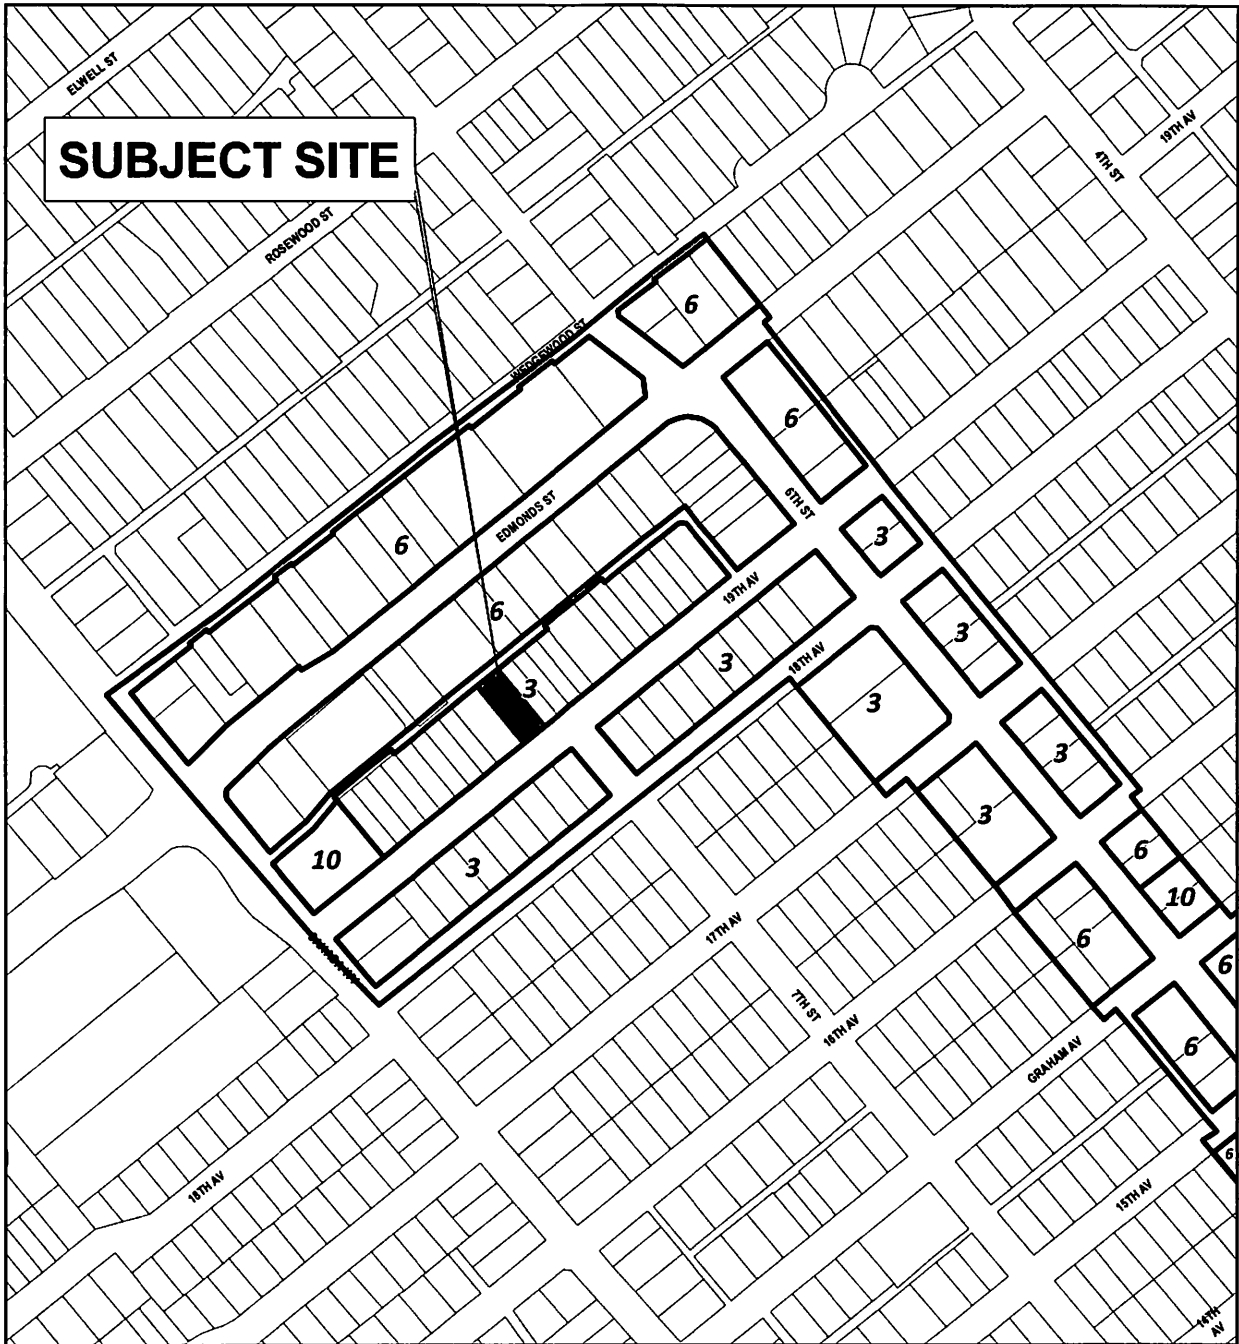 ELWELL ST
SUBJECT SITE
19TH AV
4TH ST
ROSEWOOD ST
6
WEDGEWOOD ST
6
6TH ST
EDMONDS ST
6
3
6
19TH AV
3
3
18TH AV
3
3
3
3
10
3
6
10
6
17TH AV
6
7TH ST
16TH AV
6
GRAHAM AV
6
18TH AV
15TH AV
14TH
AV